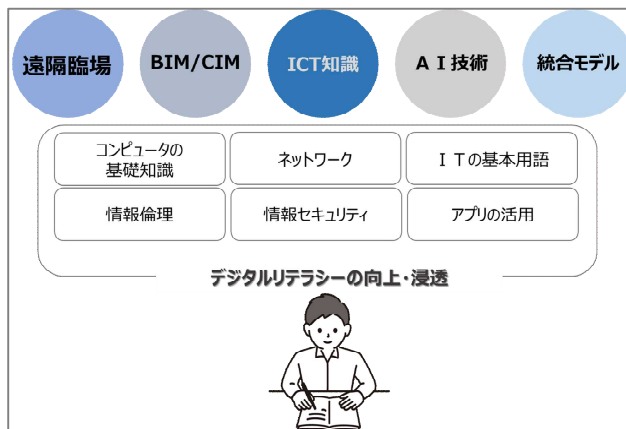 遠隔臨場
BIM/CIM
ICT知識
ＡＩ技術
統合モデル
コンピュータの
基礎知識
ネットワーク
ＩＴの基本用語
情報倫理
情報セキュリティ
アプリの活用
デジタルリテラシーの向上・浸透